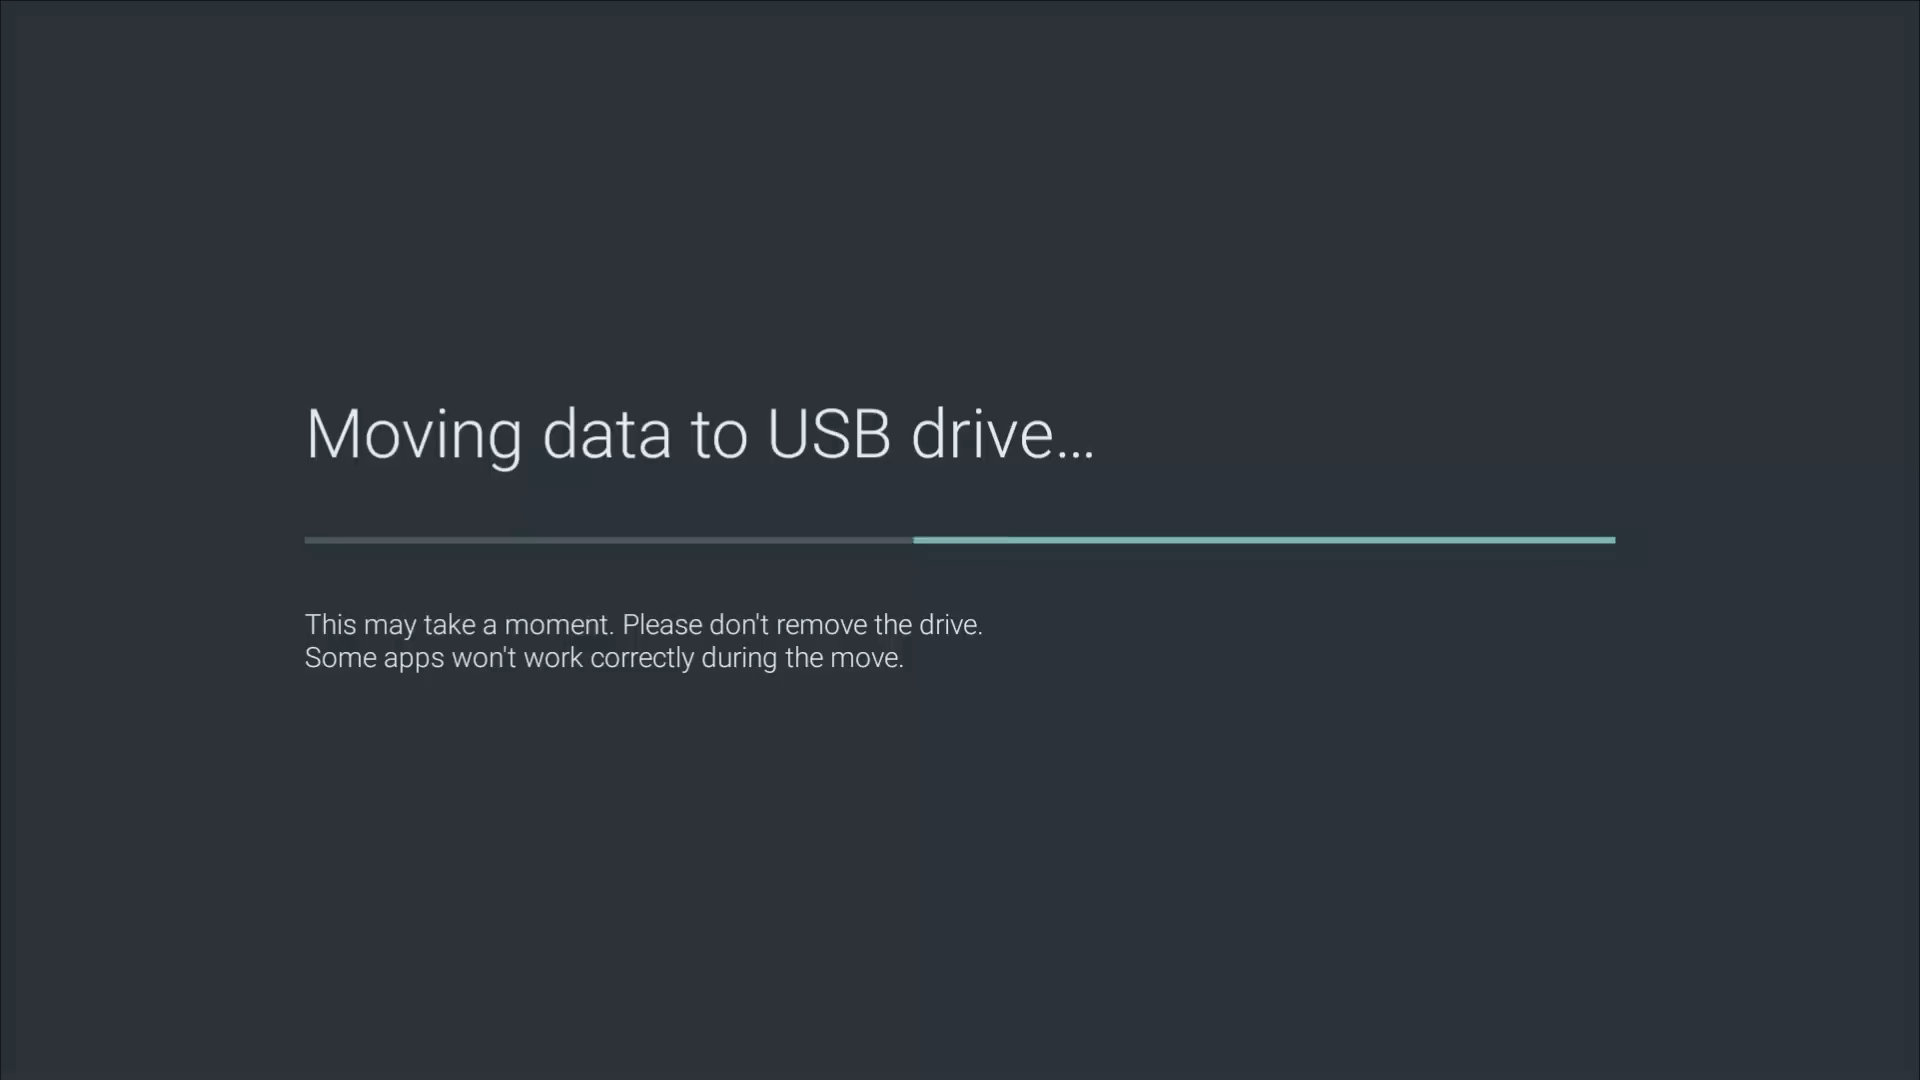 Moving data to USB drive…
This may take a moment. Please don't remove the drive.
Some apps won't work correctly during the move.